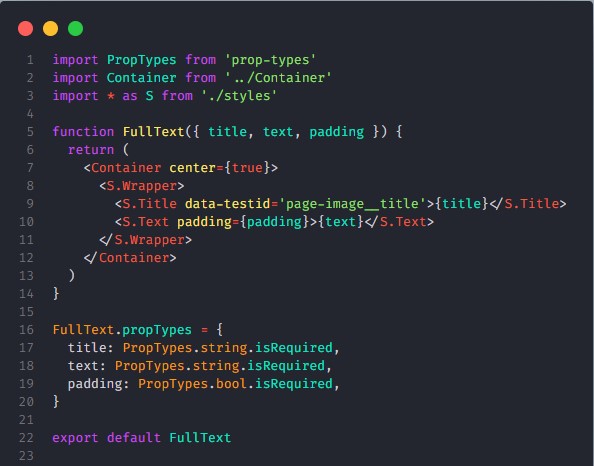 1 import PropTypes from 'prop-types'
2 import Container from '../Container'
3 import * as S from './styles'
4
5 function FullText({ title, text, padding }) {
6   return (
7     <Container center={true}>
8       <S.Wrapper>
9         <S.Title data-testid='page-image__title'>{title}</S.Title>
10         <S.Text padding={padding}>{text}</S.Text>
11       </S.Wrapper>
12     </Container>
13   )
14 }
15
16 FullText.propTypes = {
17   title: PropTypes.string.isRequired,
18   text: PropTypes.string.isRequired,
19   padding: PropTypes.bool.isRequired,
20 }
21
22 export default FullText
23